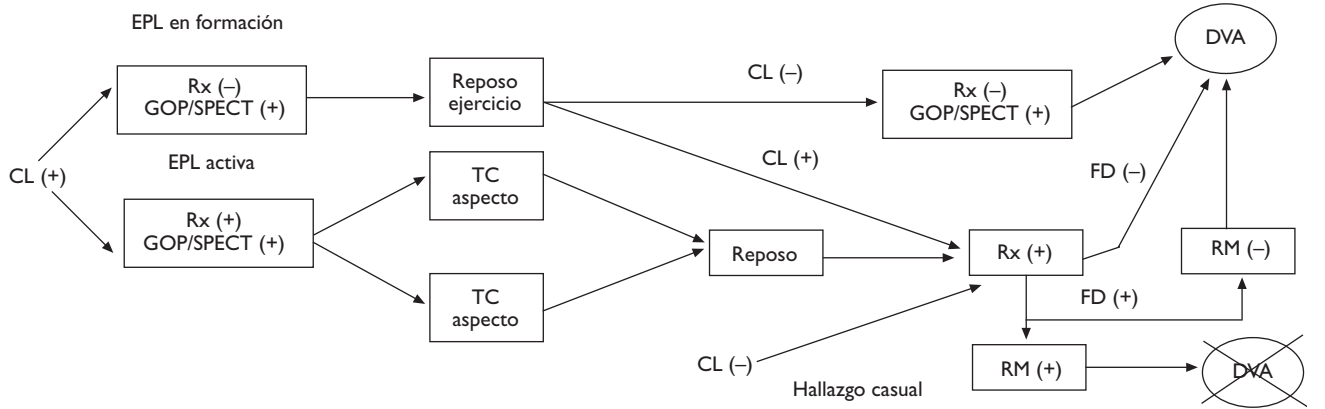 EPL en formación
DVA
Rx (–)
GOP/SPECT (+)
Reposo
ejercicio
CL (–)
Rx (–)
GOP/SPECT (+)
CL (+)
EPL activa
CL (+)
FD (–)
TC
aspecto
Rx (+)
GOP/SPECT (+)
Reposo
Rx (+)
RM (–)
TC
aspecto
FD (+)
CL (–)
RM (+)
DVA
Hallazgo casual